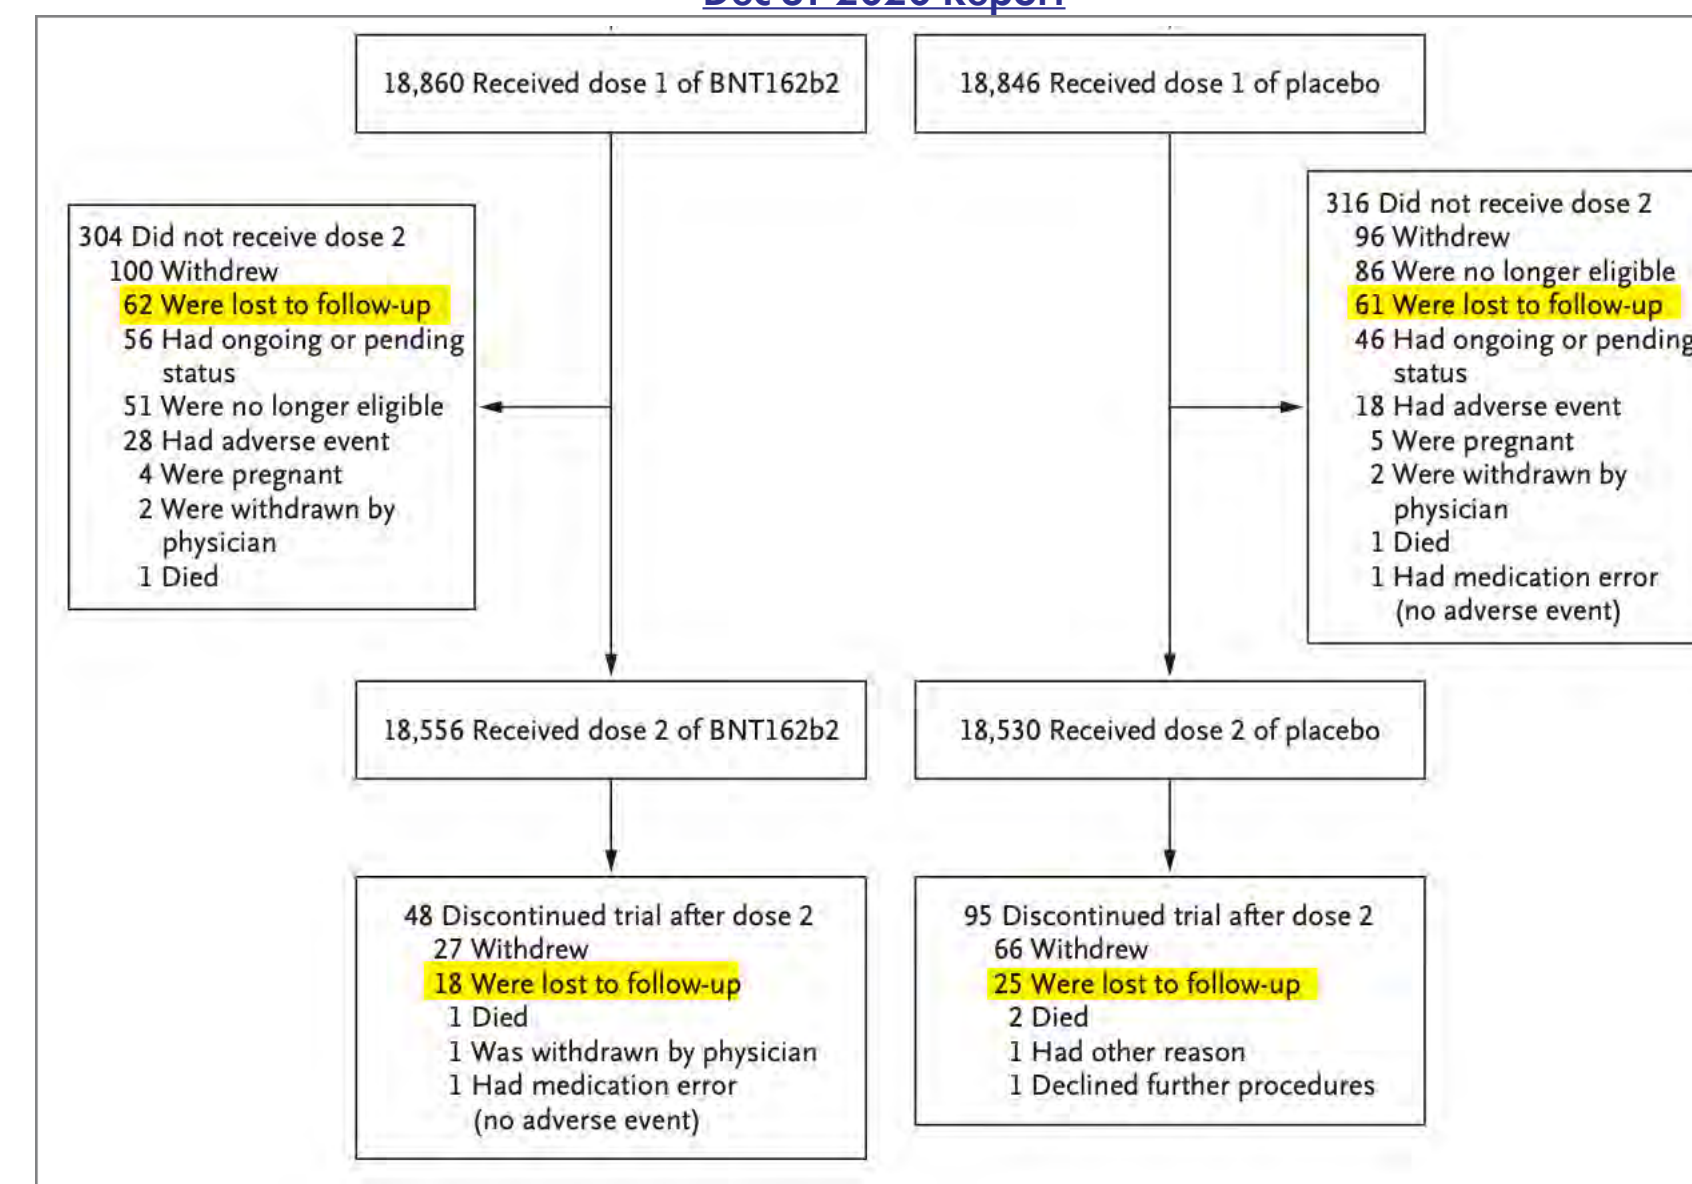 Dec 31 2020 Report
18,860 Received dose 1 of BNT162b2
18,846 Received dose 1 of placebo
304 Did not receive dose 2
100 Withdrew
62 Were lost to follow-up
56 Had ongoing or pending
status
51 Were no longer eligible
28 Had adverse event
4 Were pregnant
2 Were withdrawn by
physician
1 Died
316 Did not receive dose 2
96 Withdrew
86 Were no longer eligible
61 Were lost to follow-up
46 Had ongoing or pending
status
18 Had adverse event
5 Were pregnant
2 Were withdrawn by
physician
1 Died
1 Had medication error
(no adverse event)
18,556 Received dose 2 of BNT162b2
18,530 Received dose 2 of placebo
48 Discontinued trial after dose 2
27 Withdrew
18 Were lost to follow-up
1 Died
1 Was withdrawn by physician
1 Had medication error
(no adverse event)
95 Discontinued trial after dose 2
66 Withdrew
25 Were lost to follow-up
2 Died
1 Had other reason
1 Declined further procedures